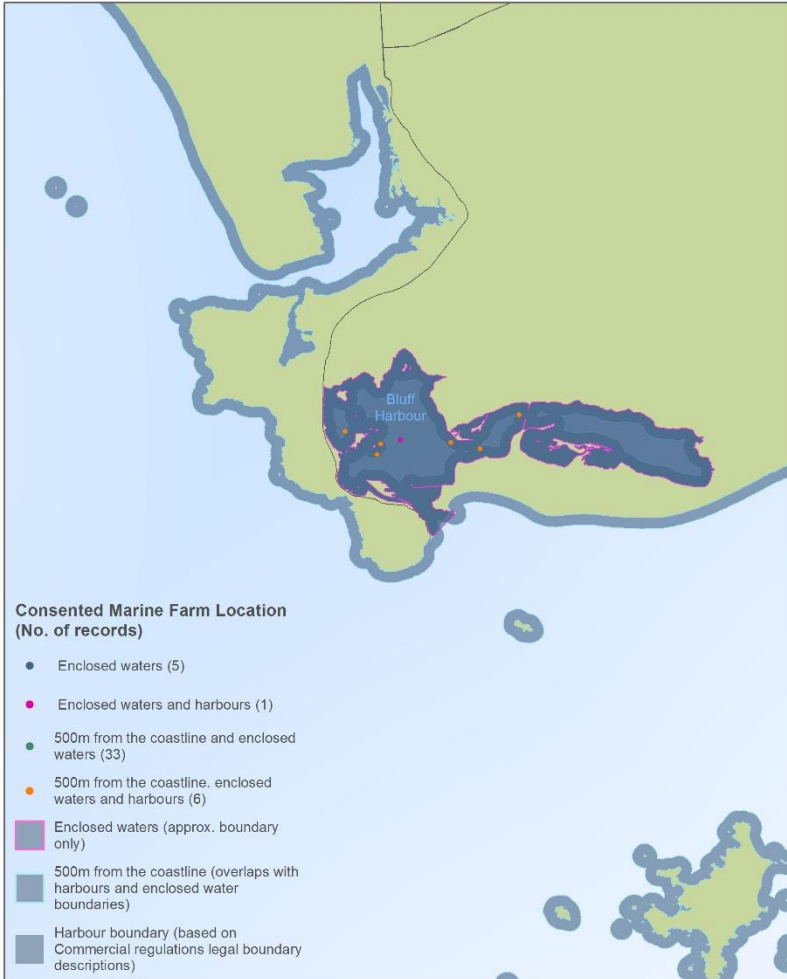 Bluff
Harbour
Consented Marine Farm Location
(No. of records)
Enclosed waters (5)
Enclosed waters and harbours (1)
500m from the coastline and enclosed
waters (33)
500m from the coastline. enclosed
waters and harbours (6)
Enclosed waters (approx. boundary
only)
500m from the coastline (overlaps with
harbours and enclosed water
boundaries)
Harbour boundary (based on
Commercial regulations legal boundary
descriptions)